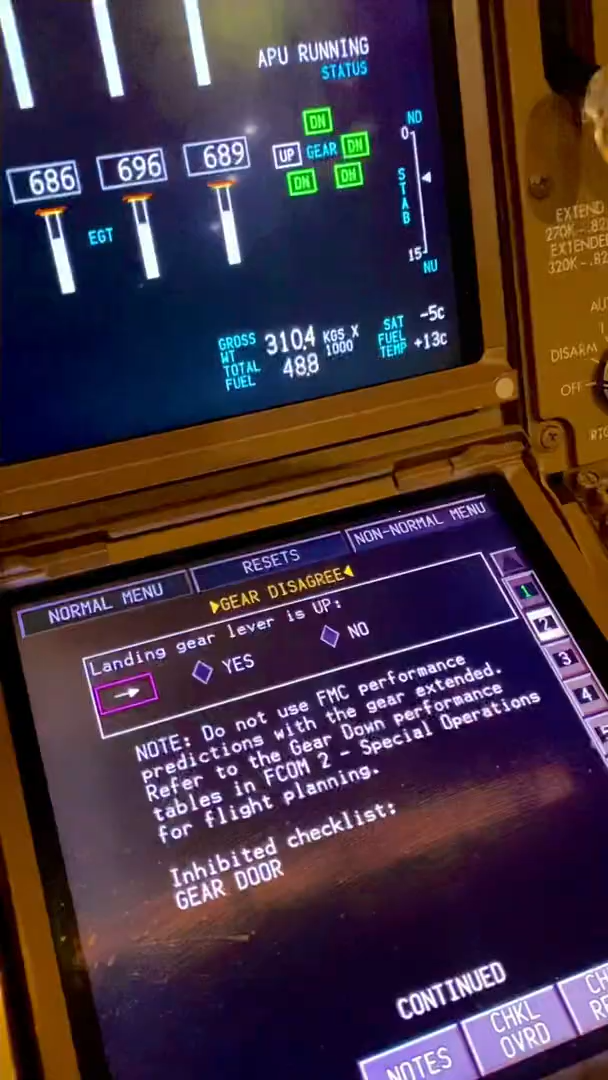 APU RUNNING
STATUS
DN
ND
0
686
696
689
UP
GEAR
DN
DN
DN
STAB
EGT
15
NU
EXTEND
270K-.82
EXTENDED
320K-.82
GROSS WT
310.4
KGS X 1000
TOTAL FUEL
48.8
SAT
-5c
FUEL TEMP
+13c
DISARM
OFF
NORMAL MENU
RESETS
NON-NORMAL MENU
GEAR DISAGREE
Landing gear lever is UP:
YES
NO
1
2
3
4
NOTE: Do not use FMC performance
predictions with the gear extended.
Refer to the Gear Down performance
tables in FCOM 2 - Special Operations
for flight planning.
Inhibited checklist:
GEAR DOOR
CONTINUED
NOTES
CHKL
OVRD